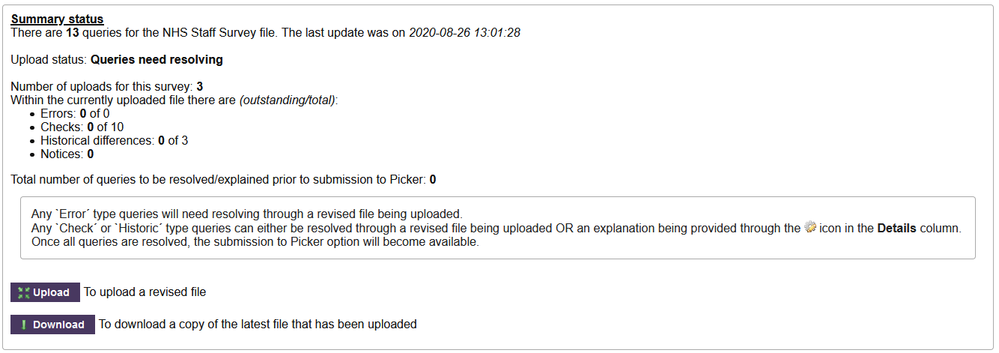 Summary status
There are 13 queries for the NHS Staff Survey file. The last update was on 2020-08-26 13:01:28
Upload status: Queries need resolving
Number of uploads for this survey: 3
Within the currently uploaded file there are (outstanding/total):
• Errors: 0 of 0
• Checks: 0 of 10
• Historical differences: 0 of 3
• Notices: 0
Total number of queries to be resolved/explained prior to submission to Picker: 0
Any `Error´ type queries will need resolving through a revised file being uploaded.
Any `Check´ or `Historic´ type queries can either be resolved through a revised file being uploaded OR an explanation being provided through the icon in the Details column.
Once all queries are resolved, the submission to Picker option will become available.
Upload To upload a revised file
Download To download a copy of the latest file that has been uploaded